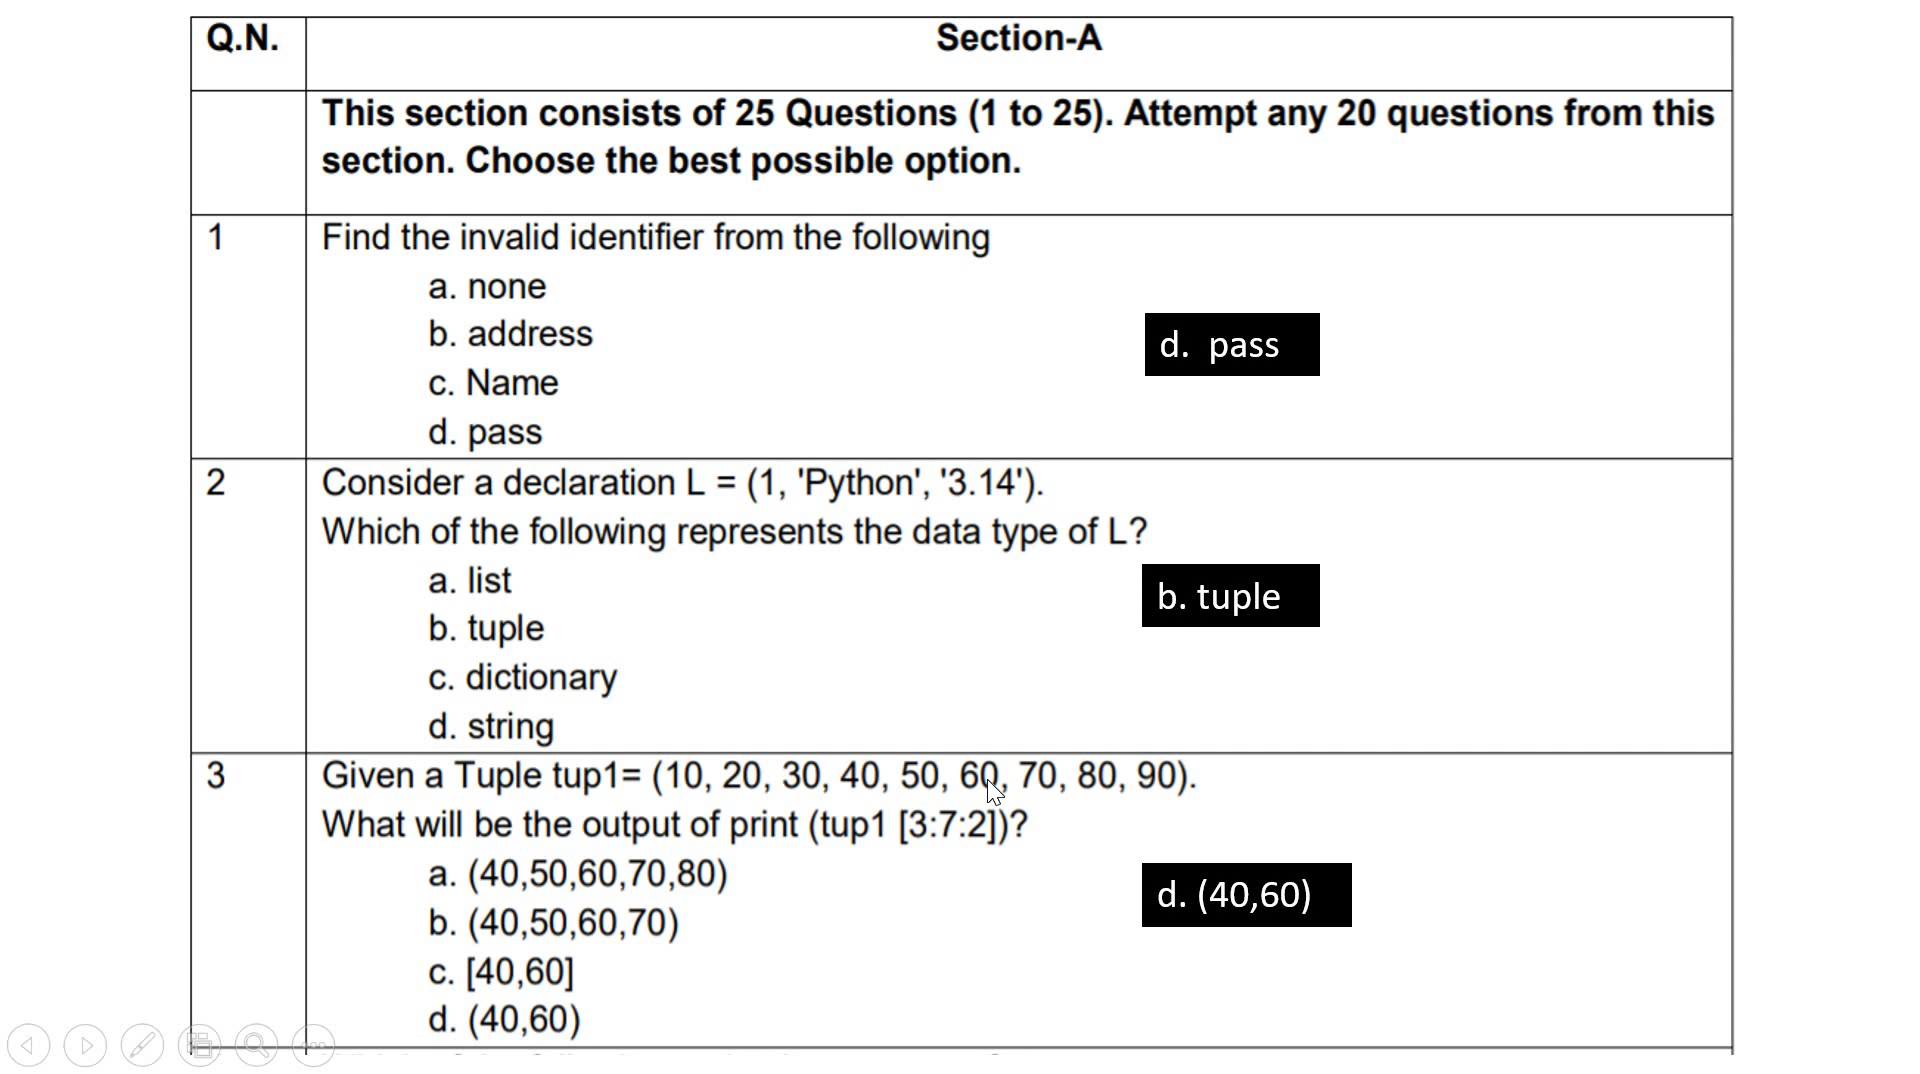 Q.N.
Section-A
This section consists of 25 Questions (1 to 25). Attempt any 20 questions from this
section. Choose the best possible option.
1
Find the invalid identifier from the following
a. none
b. address
c. Name
d. pass
d. pass
2
Consider a declaration L = (1, 'Python', '3.14').
Which of the following represents the data type of L?
a. list
b. tuple
c. dictionary
d. string
b. tuple
3
Given a Tuple tup1= (10, 20, 30, 40, 50, 60, 70, 80, 90).
What will be the output of print (tup1 [3:7:2])?
a. (40,50,60,70,80)
b. (40,50,60,70)
c. [40,60]
d. (40,60)
d. (40,60)